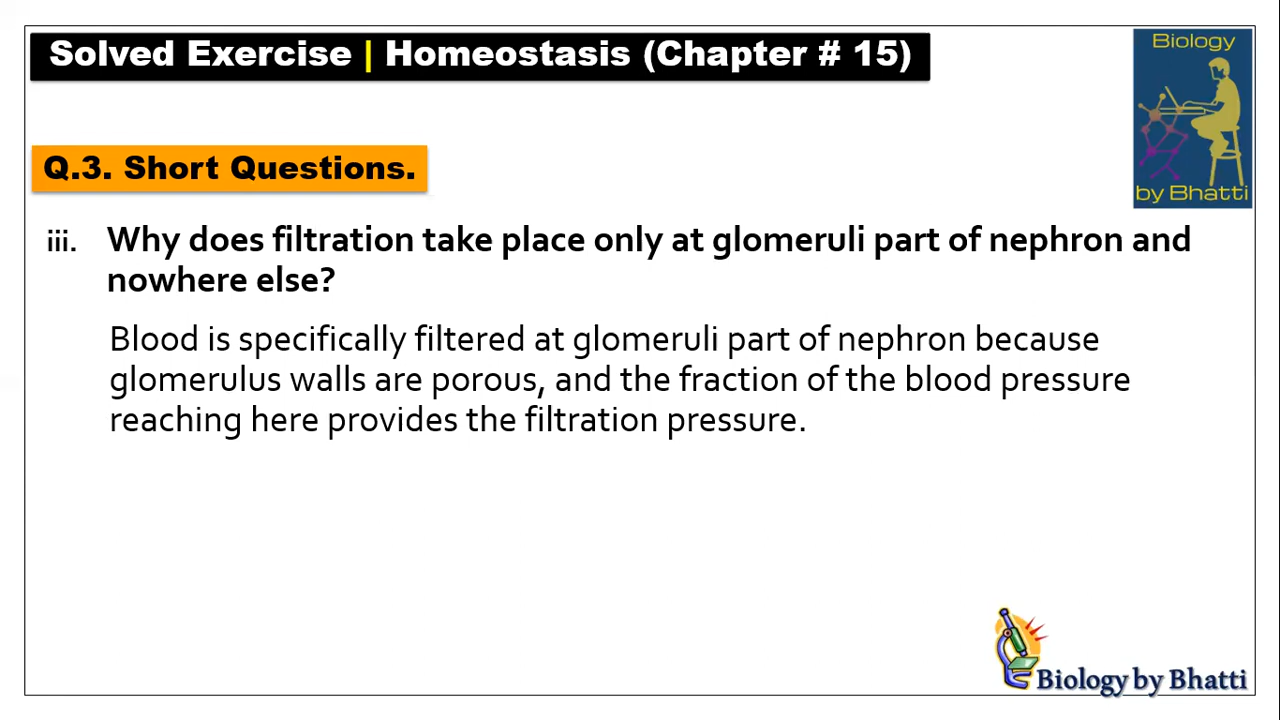 Solved Exercise | Homeostasis (Chapter # 15)
Biology
by Bhatti
Q.3. Short Questions.
iii. Why does filtration take place only at glomeruli part of nephron and
nowhere else?
Blood is specifically filtered at glomeruli part of nephron because
glomerulus walls are porous, and the fraction of the blood pressure
reaching here provides the filtration pressure.
Biology by Bhatti